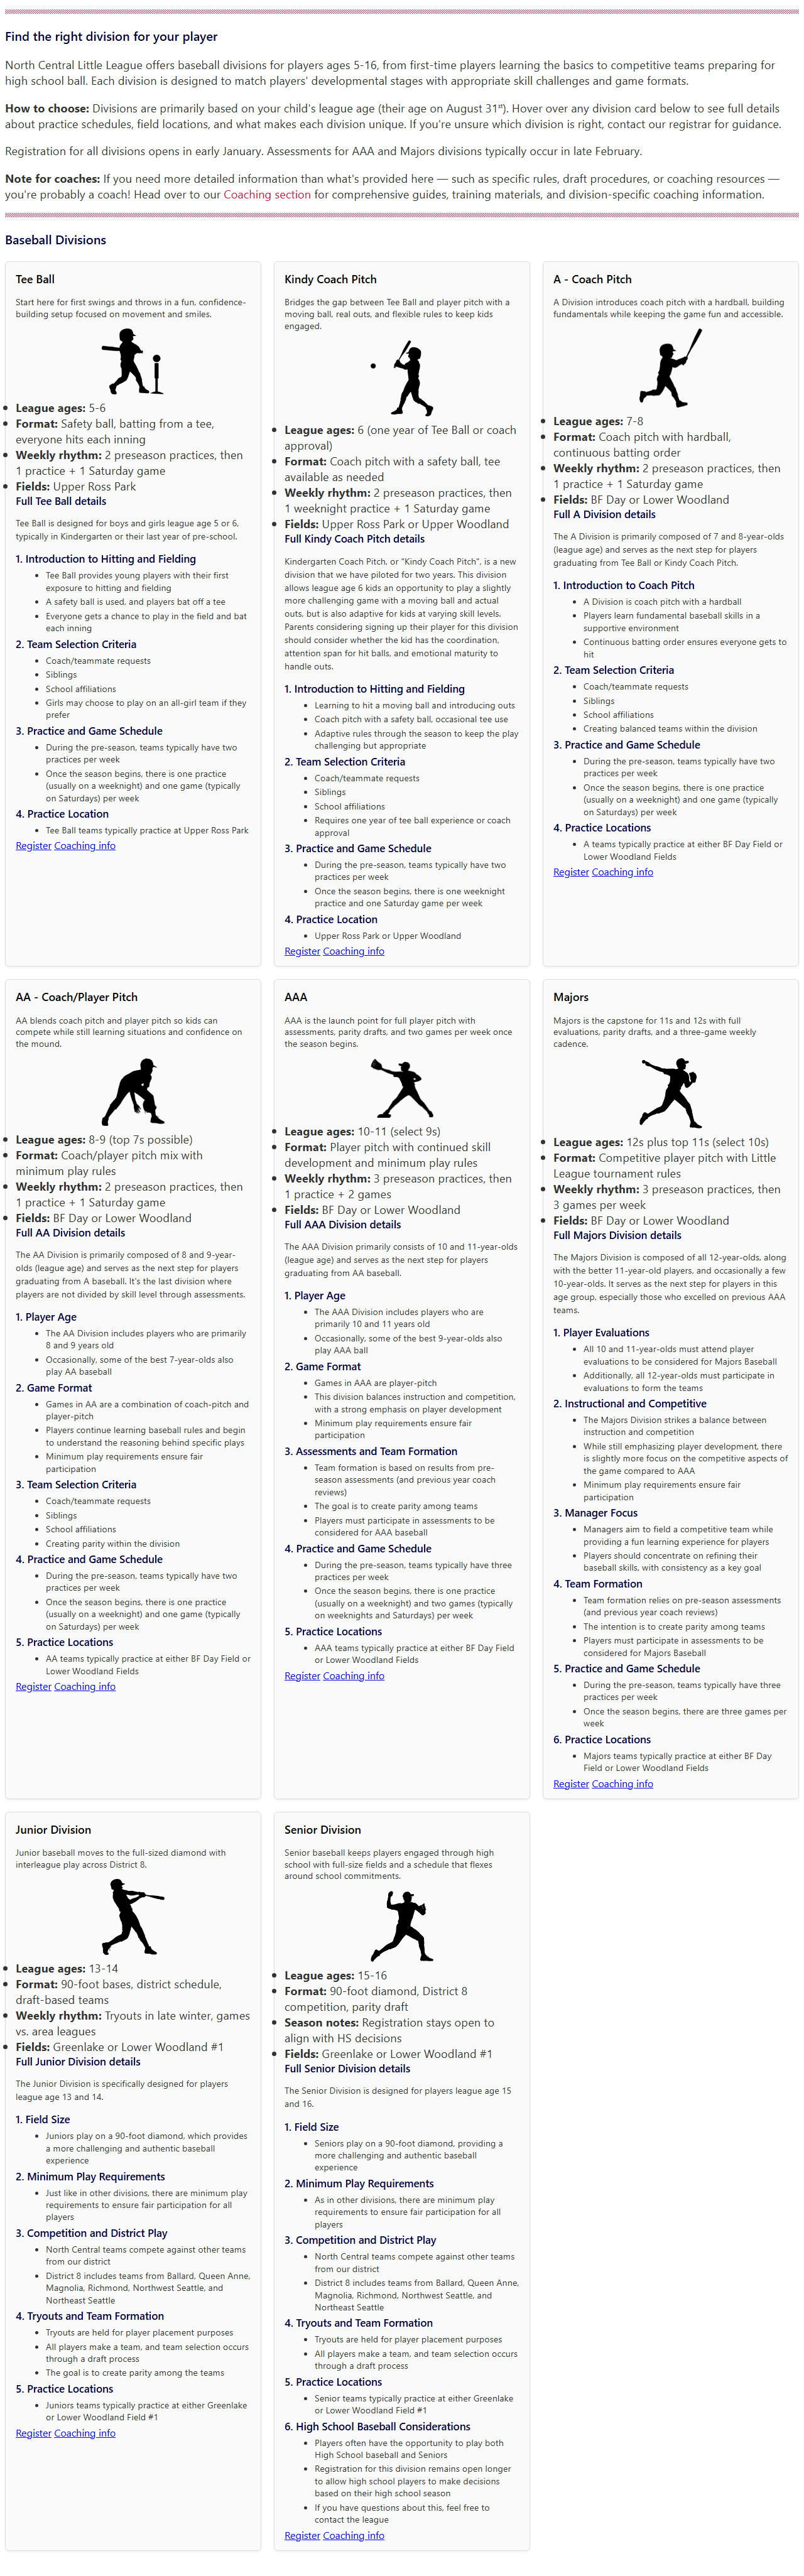 Find the right division for your player
North Central Little League offers baseball divisions for players ages 5-16, from first-time players learning the basics to competitive teams preparing for
high school ball. Each division is designed to match players' developmental stages with appropriate skill challenges and game formats.
How to choose: Divisions are primarily based on your child's league age (their age on August 31st). Hover over any division card below to see full details
about practice schedules, field locations, and what makes each division unique. If you're unsure which division is right, contact our registrar for guidance.
Registration for all divisions opens in early January. Assessments for AAA and Majors divisions typically occur in late February.
Note for coaches: If you need more detailed information than what's provided here — such as specific rules, draft procedures, or coaching resources —
you're probably a coach! Head over to our Coaching section for comprehensive guides, training materials, and division-specific coaching information.
Baseball Divisions
Tee Ball
Start here for first swings and throws in a fun, confidence-
building setup focused on movement and smiles.
League ages: 5-6
Format: Safety ball, batting from a tee,
everyone hits each inning
Weekly rhythm: 2 preseason practices, then
1 practice + 1 Saturday game
Fields: Upper Ross Park
Full Tee Ball details
Tee Ball is designed for boys and girls league age 5 or 6,
typically in Kindergarten or their last year of pre-school.
1. Introduction to Hitting and Fielding
Tee Ball provides young players with their first
exposure to hitting and fielding
A safety ball is used, and players bat off a tee
Everyone gets a chance to play in the field and bat
each inning
2. Team Selection Criteria
Coach/teammate requests
Siblings
School affiliations
Girls may choose to play on an all-girl team if they
prefer
3. Practice and Game Schedule
During the pre-season, teams typically have two
practices per week
Once the season begins, there is one practice
(usually on a weeknight) and one game (typically
on Saturdays) per week
4. Practice Location
Tee Ball teams typically practice at Upper Ross Park
Register Coaching info
Kindy Coach Pitch
Bridges the gap between Tee Ball and player pitch with a
moving ball, real outs, and flexible rules to keep kids
engaged.
League ages: 6 (one year of Tee Ball or coach
approval)
Format: Coach pitch with a safety ball, tee
available as needed
Weekly rhythm: 2 preseason practices, then
1 weeknight practice + 1 Saturday game
Fields: Upper Ross Park or Upper Woodland
Full Kindy Coach Pitch details
Kindergarten Coach Pitch, or "Kindy Coach Pitch", is a new
division that we have piloted for two years. This division
allows league age 6 kids an opportunity to play a slightly
more challenging game with a moving ball and actual
outs, but is also adaptive for kids at varying skill levels.
Parents considering signing up their player for this division
should consider whether the kid has the coordination,
attention span for hit balls, and emotional maturity to
handle outs.
1. Introduction to Hitting and Fielding
Learning to hit a moving ball and introducing outs
Coach pitch with a safety ball, occasional tee use
Adaptive rules through the season to keep the play
challenging but appropriate
2. Team Selection Criteria
Coach/teammate requests
Siblings
School affiliations
Requires one year of tee ball experience or coach
approval
3. Practice and Game Schedule
During the pre-season, teams typically have two
practices per week
Once the season begins, there is one weeknight
practice and one Saturday game per week
4. Practice Location
Upper Ross Park or Upper Woodland
Register Coaching info
A - Coach Pitch
A Division introduces coach pitch with a hardball, building
fundamentals while keeping the game fun and accessible.
League ages: 7-8
Format: Coach pitch with hardball,
continuous batting order
Weekly rhythm: 2 preseason practices, then
1 practice + 1 Saturday game
Fields: BF Day or Lower Woodland
Full A Division details
The A Division is primarily composed of 7 and 8-year-olds
(league age) and serves as the next step for players
graduating from Tee Ball or Kindy Coach Pitch.
1. Introduction to Coach Pitch
A Division is coach pitch with a hardball
Players learn fundamental baseball skills in a
supportive environment
Continuous batting order ensures everyone gets to
hit
2. Team Selection Criteria
Coach/teammate requests
Siblings
School affiliations
Creating balanced teams within the division
3. Practice and Game Schedule
During the pre-season, teams typically have two
practices per week
Once the season begins, there is one practice
(usually on a weeknight) and one game (typically
on Saturdays) per week
4. Practice Locations
A teams typically practice at either BF Day Field or
Lower Woodland Fields
Register Coaching info
AA - Coach/Player Pitch
AA blends coach pitch and player pitch so kids can
compete while still learning situations and confidence on
the mound.
League ages: 8-9 (top 7s possible)
Format: Coach/player pitch mix with
minimum play rules
Weekly rhythm: 2 preseason practices, then
1 practice + 1 Saturday game
Fields: BF Day or Lower Woodland
Full AA Division details
The AA Division is primarily composed of 8 and 9-year-
olds (league age) and serves as the next step for players
graduating from A baseball. It's the last division where
players are not divided by skill level through assessments.
1. Player Age
The AA Division includes players who are primarily
8 and 9 years old
Occasionally, some of the best 7-year-olds also
play AA baseball
2. Game Format
Games in AA are a combination of coach-pitch and
player-pitch
Players continue learning baseball rules and begin
to understand the reasoning behind specific plays
Minimum play requirements ensure fair
participation
3. Team Selection Criteria
Coach/teammate requests
Siblings
School affiliations
Creating parity within the division
4. Practice and Game Schedule
During the pre-season, teams typically have two
practices per week
Once the season begins, there is one practice
(usually on a weeknight) and one game (typically
on Saturdays) per week
5. Practice Locations
AA teams typically practice at either BF Day Field or
Lower Woodland Fields
Register Coaching info
AAA
AAA is the launch point for full player pitch with
assessments, parity drafts, and two games per week once
the season begins.
League ages: 10-11 (select 9s)
Format: Player pitch with continued skill
development and minimum play rules
Weekly rhythm: 3 preseason practices, then
1 practice + 2 games
Fields: BF Day or Lower Woodland
Full AAA Division details
The AAA Division primarily consists of 10 and 11-year-olds
(league age) and serves as the next step for players
graduating from AA baseball.
1. Player Age
The AAA Division includes players who are
primarily 10 and 11 years old
Occasionally, some of the best 9-year-olds also
play AAA ball
2. Game Format
Games in AAA are player-pitch
This division balances instruction and competition,
with a strong emphasis on player development
Minimum play requirements ensure fair
participation
3. Assessments and Team Formation
Team formation is based on results from pre-
season assessments (and previous year coach
reviews)
The goal is to create parity among teams
Players must participate in assessments to be
considered for AAA baseball
4. Practice and Game Schedule
During the pre-season, teams typically have three
practices per week
Once the season begins, there is one practice
(usually on a weeknight) and two games (typically
on weeknights and Saturdays) per week
5. Practice Locations
AAA teams typically practice at either BF Day Field
or Lower Woodland Fields
Register Coaching info
Majors
Majors is the capstone for 11s and 12s with full
evaluations, parity drafts, and a three-game weekly
cadence.
League ages: 12s plus top 11s (select 10s)
Format: Competitive player pitch with Little
League tournament rules
Weekly rhythm: 3 preseason practices, then
3 games per week
Fields: BF Day or Lower Woodland
Full Majors Division details
The Majors Division is composed of all 12-year-olds, along
with the better 11-year-old players, and occasionally a few
10-year-olds. It serves as the next step for players in this
age group, especially those who excelled on previous AAA
teams.
1. Player Evaluations
All 10 and 11-year-olds must attend player
evaluations to be considered for Majors Baseball
Additionally, all 12-year-olds must participate in
evaluations to form the teams
2. Instructional and Competitive
The Majors Division strikes a balance between
instruction and competition
While still emphasizing player development, there
is slightly more focus on the competitive aspects of
the game compared to AAA
Minimum play requirements ensure fair
participation
3. Manager Focus
Managers aim to field a competitive team while
providing a fun learning experience for players
Players should concentrate on refining their
baseball skills, with consistency as a key goal
4. Team Formation
Team formation relies on pre-season assessments
(and previous year coach reviews)
The intention is to create parity among teams
Players must participate in assessments to be
considered for Majors Baseball
5. Practice and Game Schedule
During the pre-season, teams typically have three
practices per week
Once the season begins, there are three games per
week
6. Practice Locations
Majors teams typically practice at either BF Day
Field or Lower Woodland Fields
Register Coaching info
Junior Division
Junior baseball moves to the full-sized diamond with
interleague play across District 8.
League ages: 13-14
Format: 90-foot bases, district schedule,
draft-based teams
Weekly rhythm: Tryouts in late winter, games
vs. area leagues
Fields: Greenlake or Lower Woodland #1
Full Junior Division details
The Junior Division is specifically designed for players
league age 13 and 14.
1. Field Size
Juniors play on a 90-foot diamond, which provides
a more challenging and authentic baseball
experience
2. Minimum Play Requirements
Just like in other divisions, there are minimum play
requirements to ensure fair participation for all
players
3. Competition and District Play
North Central teams compete against other teams
from our district
District 8 includes teams from Ballard, Queen Anne,
Magnolia, Richmond, Northwest Seattle, and
Northeast Seattle
4. Tryouts and Team Formation
Tryouts are held for player placement purposes
All players make a team, and team selection occurs
through a draft process
The goal is to create parity among the teams
5. Practice Locations
Juniors teams typically practice at either Greenlake
or Lower Woodland Field #1
Register Coaching info
Senior Division
Senior baseball keeps players engaged through high
school with full-size fields and a schedule that flexes
around school commitments.
League ages: 15-16
Format: 90-foot diamond, District 8
competition, parity draft
Season notes: Registration stays open to
align with HS decisions
Fields: Greenlake or Lower Woodland #1
Full Senior Division details
The Senior Division is designed for players league age 15
and 16.
1. Field Size
Seniors play on a 90-foot diamond, providing a
more challenging and authentic baseball
experience
2. Minimum Play Requirements
As in other divisions, there are minimum play
requirements to ensure fair participation for all
players
3. Competition and District Play
North Central teams compete against other teams
from our district
District 8 includes teams from Ballard, Queen Anne,
Magnolia, Richmond, Northwest Seattle, and
Northeast Seattle
4. Tryouts and Team Formation
Tryouts are held for player placement purposes
All players make a team, and team selection occurs
through a draft process
5. Practice Locations
Senior teams typically practice at either Greenlake
or Lower Woodland Field #1
6. High School Baseball Considerations
Players often have the opportunity to play both
High School baseball and Seniors
Registration for this division remains open longer
to allow high school players to make decisions
based on their high school season
If you have questions about this, feel free to
contact the league
Register Coaching info